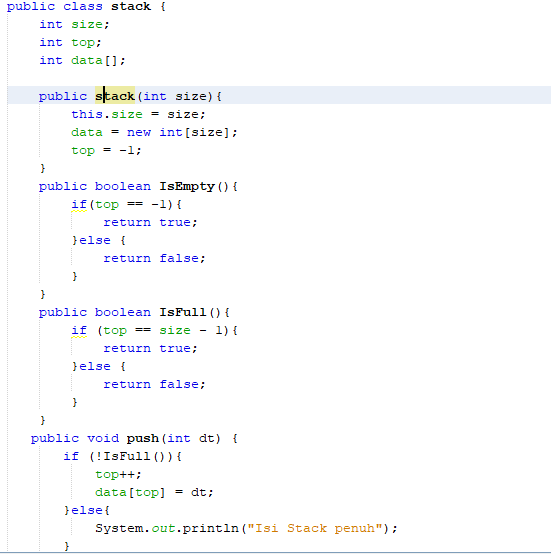 public class stack {
    int size;
    int top;
    int data[];
    public stack(int size){
        this.size = size;
        data = new int[size];
        top = -1;
    }
    public boolean IsEmpty(){
        if(top == -1){
            return true;
        }else {
            return false;
        }
    }
    public boolean IsFull(){
        if (top == size - 1){
            return true;
        }else {
            return false;
        }
    }
   public void push(int dt) {
       if (!IsFull()){
           top++;
           data[top] = dt;
       }else{
           System.out.println("Isi Stack penuh");
       }